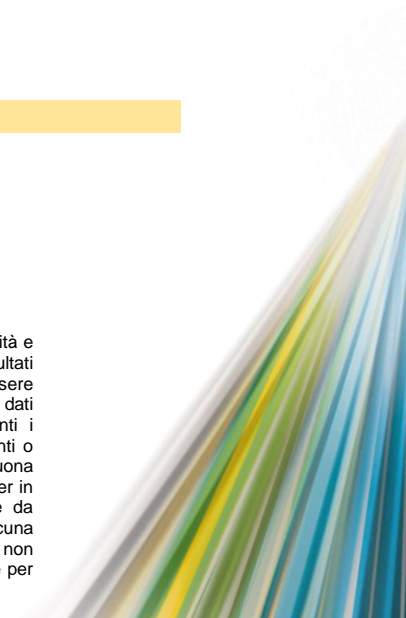 ità e
ultati
sere
dati
nti i
nti o
uona
er in
e da
cuna
non
e per